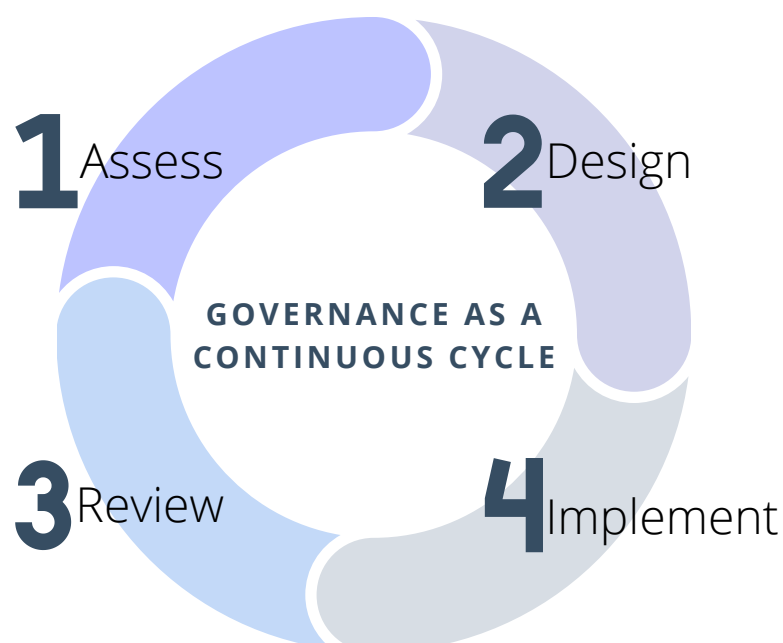 1 Assess
2 Design
GOVERNANCE AS A
CONTINUOUS CYCLE
3 Review
4 Implement